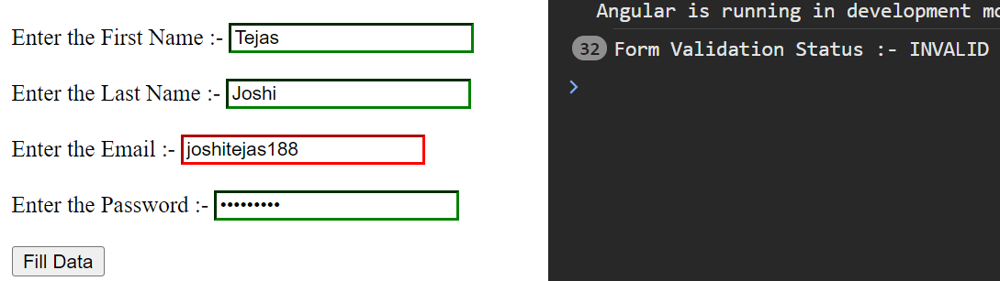 Enter the First Name :- Tejas
Enter the Last Name :- Joshi
Enter the Email :- joshitejas188
Enter the Password :- •••••••••
Fill Data
Angular is running in development
32 Form Validation Status :- INVALID